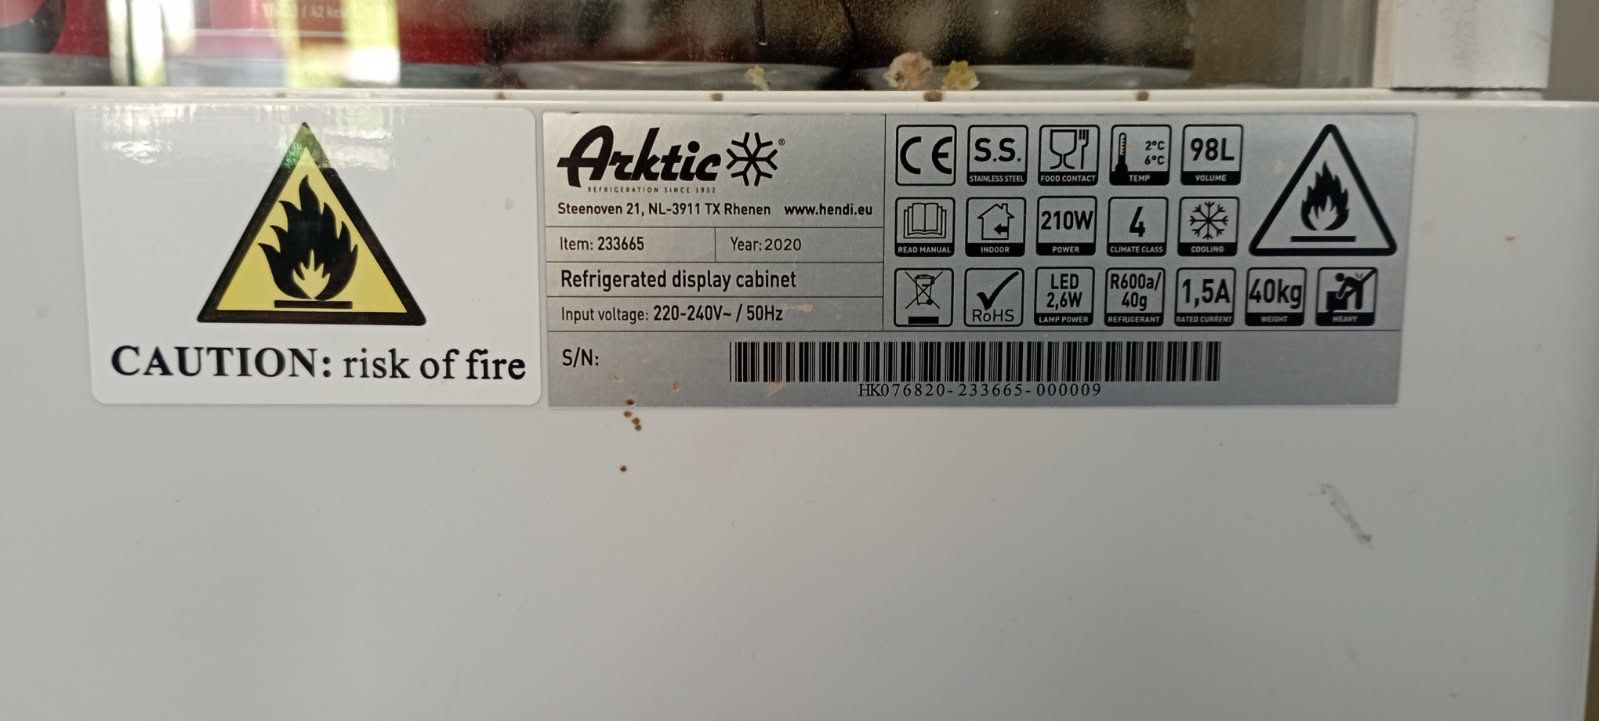 CAUTION: risk of fire
Arktic
REFRIGERATION SINCE 1932
Steenoven 21, NL-3911 TX Rhenen www.hendi.eu
Item: 233665 Year: 2020
Refrigerated display cabinet
Input voltage: 220-240V~ / 50Hz
CE
S.S.
STAINLESS STEEL
FOOD CONTACT
2°C
6°C
TEMP
98L
VOLUME
READ MANUAL
INDOOR
210W
POWER
4
CLIMATE CLASS
COOLING
RoHS
LED
2,6W
LAMP POWER
R600a/
40g
REFRIGERANT
1,5A
RATED CURRENT
40kg
WEIGHT
HEAVY
S/N:
HK076820-233665-000009